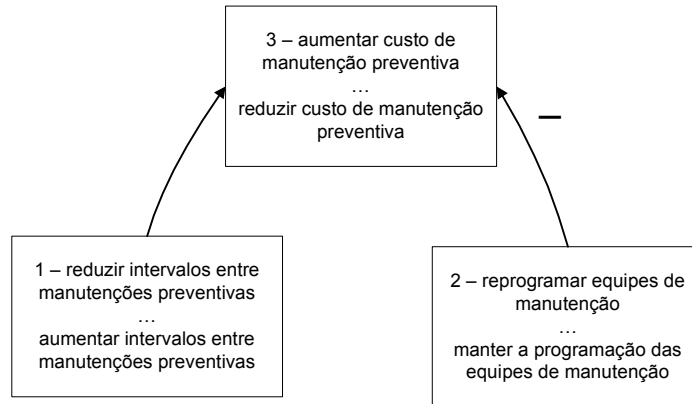 3 – aumentar custo de
manutenção preventiva
…
reduzir custo de manutenção
preventiva
–
1 – reduzir intervalos entre
manutenções preventivas
…
aumentar intervalos entre
manutenções preventivas
2 – reprogramar equipes de
manutenção
…
manter a programação das
equipes de manutenção